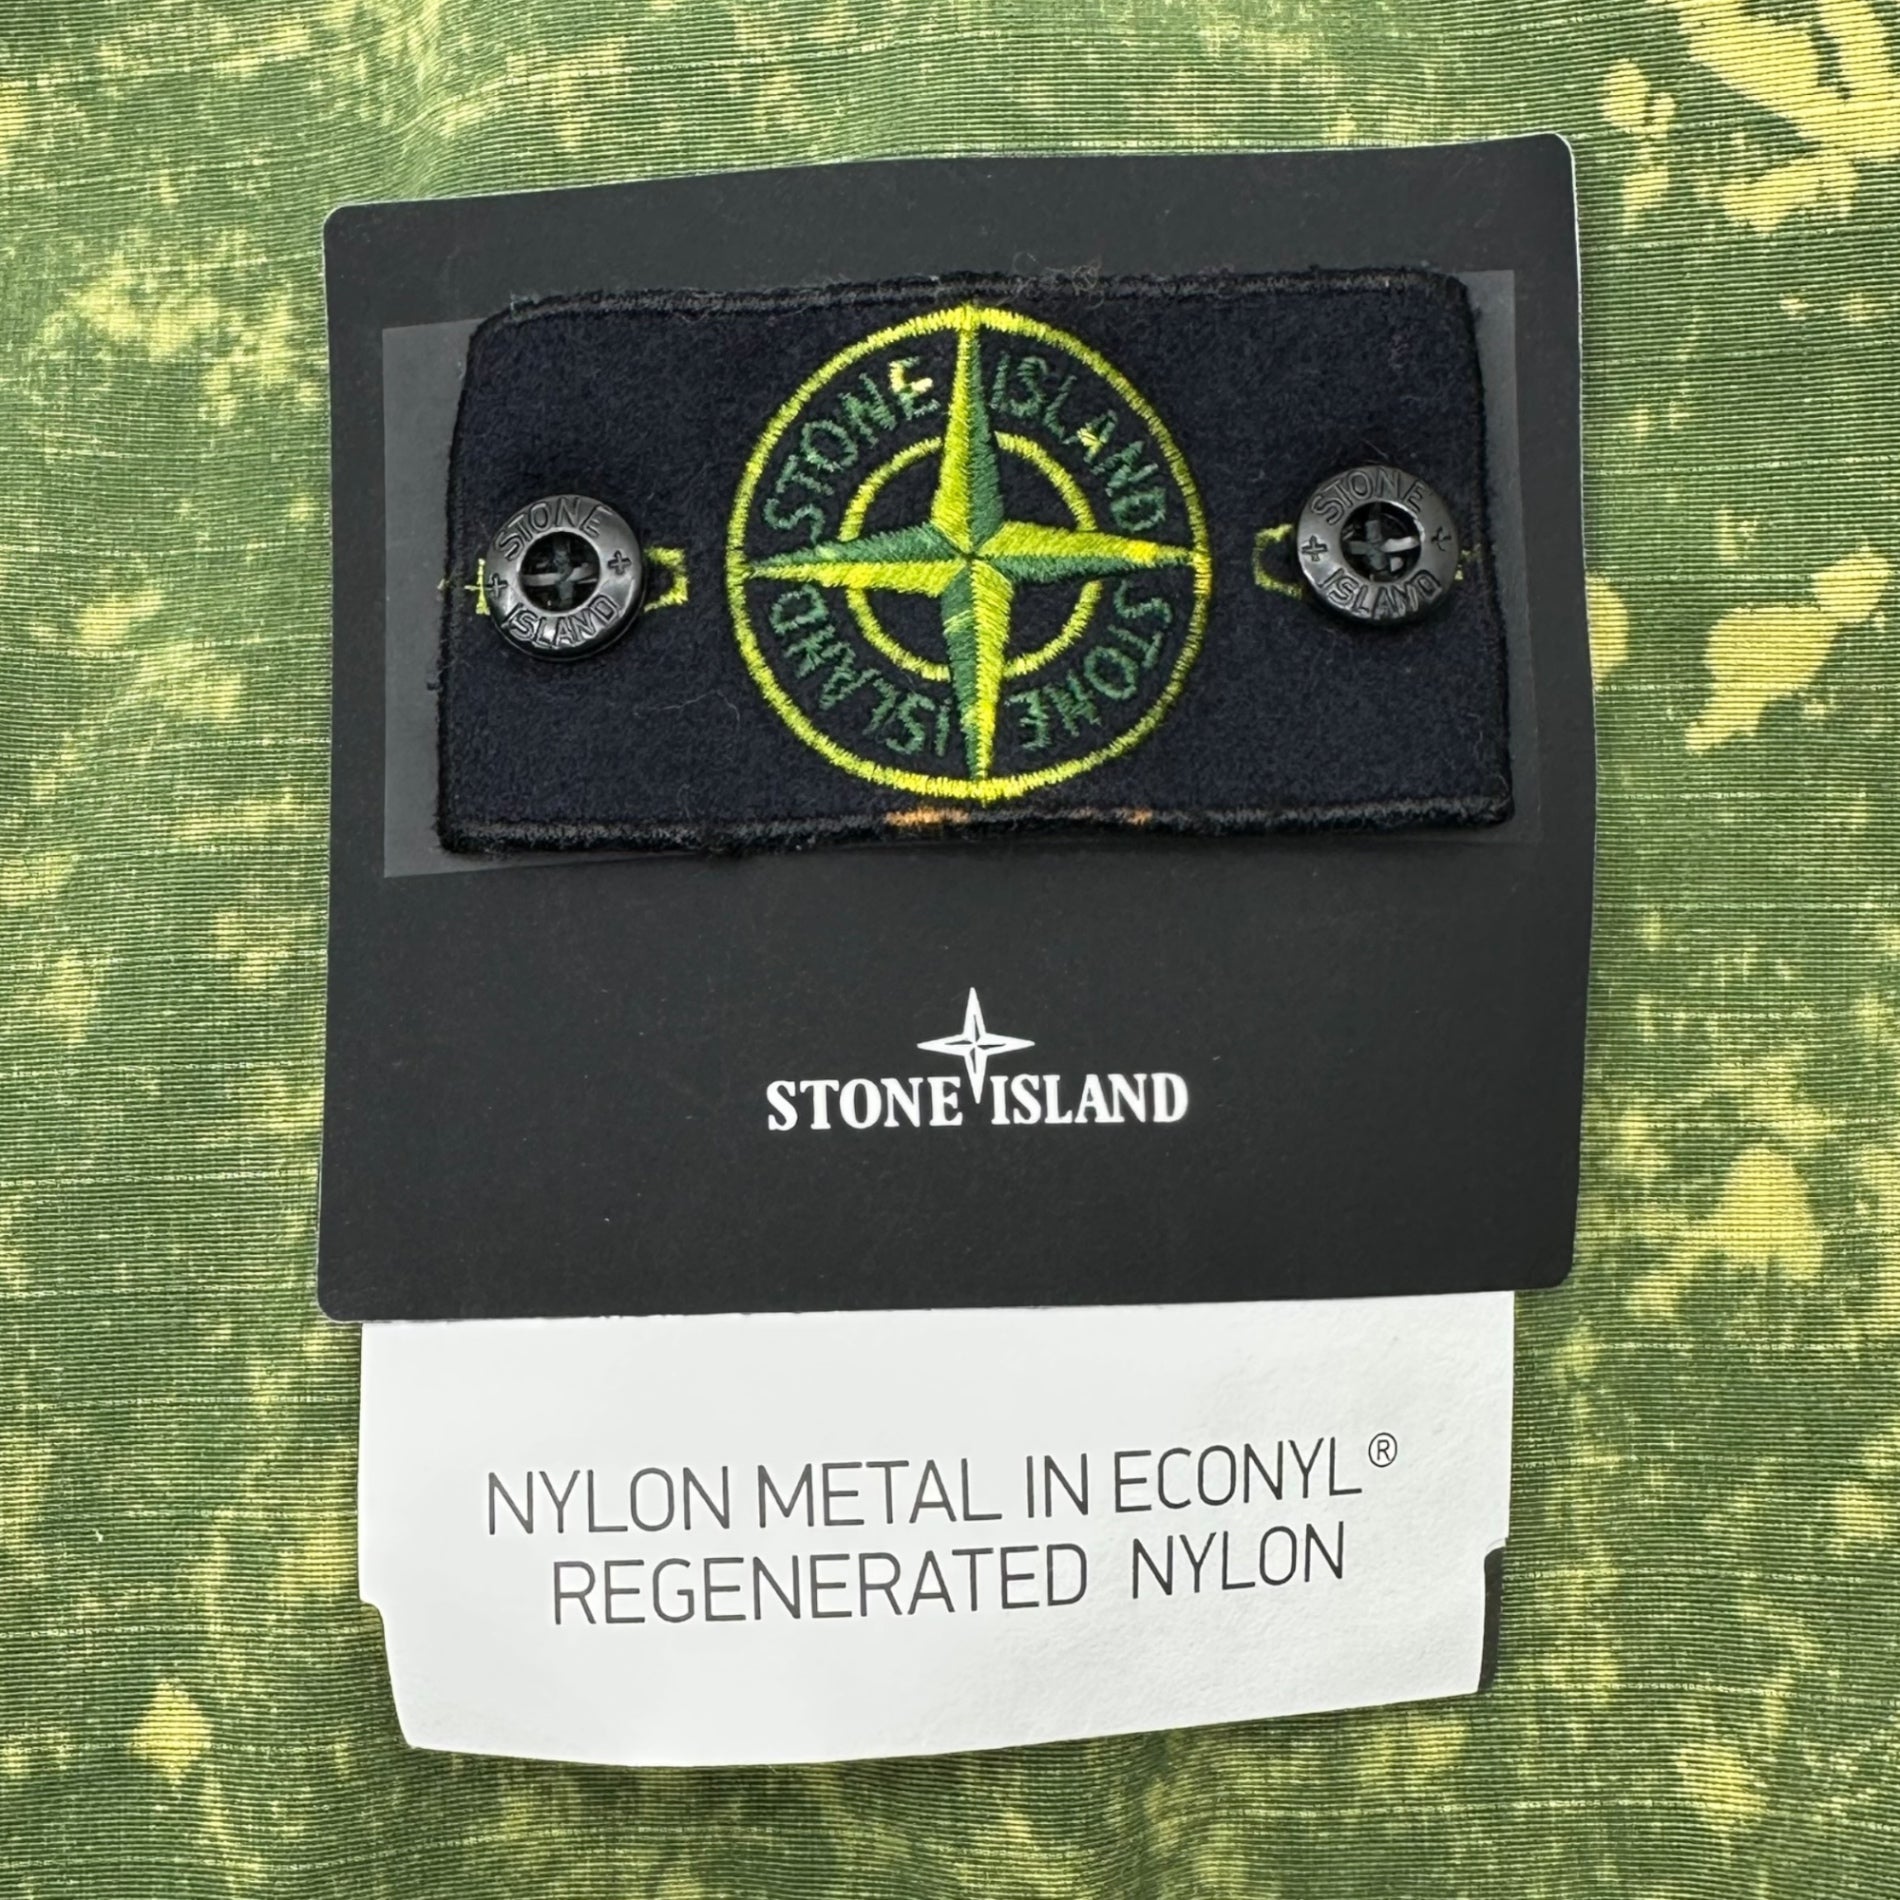 STONE ISLAND
STONE ISLAND
STONE
ISLAND
STONE
ISLAND
STONE ISLAND
NYLON METAL IN ECONYL®
REGENERATED NYLON